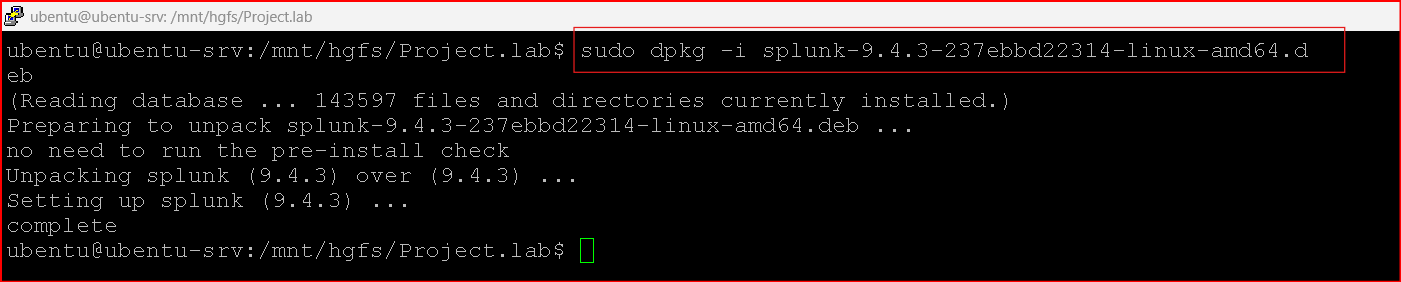 ubentu@ubentu-srv: /mnt/hgfs/Project.lab
ubentu@ubentu-srv:/mnt/hgfs/Project.lab$ sudo dpkg -i splunk-9.4.3-237ebbd22314-linux-amd64.d
eb
(Reading database ... 143597 files and directories currently installed.)
Preparing to unpack splunk-9.4.3-237ebbd22314-linux-amd64.deb ...
no need to run the pre-install check
Unpacking splunk (9.4.3) over (9.4.3) ...
Setting up splunk (9.4.3) ...
complete
ubentu@ubentu-srv:/mnt/hgfs/Project.lab$